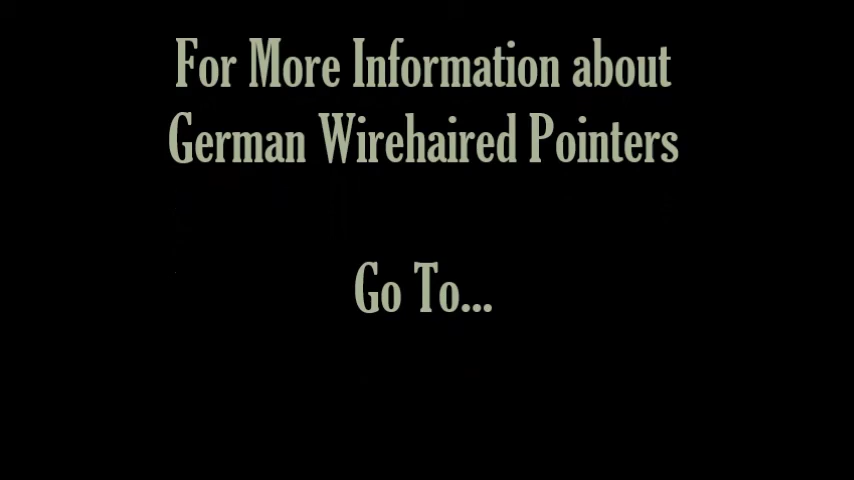 For More Information about
German Wirehaired Pointers
Go To...